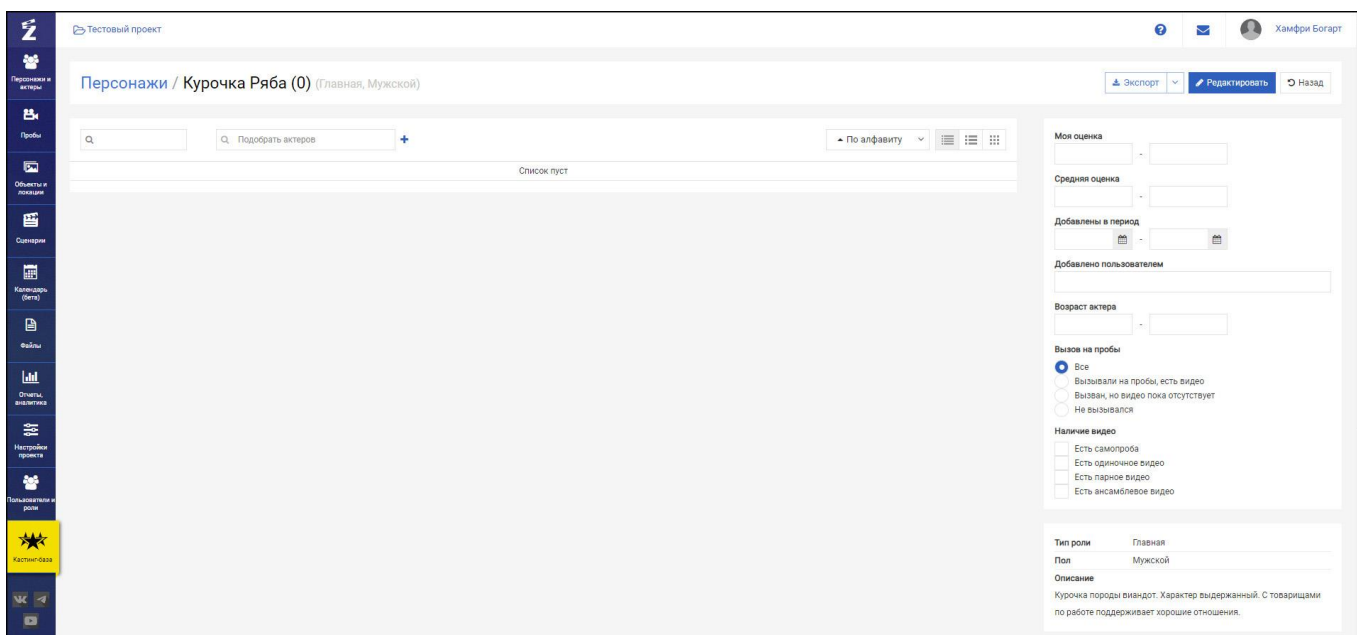 Тестовый проект
Хамфри Богарт
Персонажи и
актеры
Пробы
Объекты и
локации
Сценарии
Календарь
(бета)
Файлы
Отчеты,
аналитика
Настройки
проекта
Пользователи и
роли
Кастинг-база
Персонажи / Курочка Ряба (0) (Главная, Мужской)
Экспорт
Редактировать
Назад
Подобрать актеров
По алфавиту
Список пуст
Моя оценка
-
Средняя оценка
-
Добавлены в период
-
Добавлено пользователем
Возраст актера
-
Вызов на пробы
Все
Вызывали на пробы, есть видео
Вызван, но видео пока отсутствует
Не вызывался
Наличие видео
Есть самопроба
Есть одиночное видео
Есть парное видео
Есть ансамблевое видео
Тип роли Главная
Пол Мужской
Описание
Курочка породы виандот. Характер выдержанный. С товарищами
по работе поддерживает хорошие отношения.